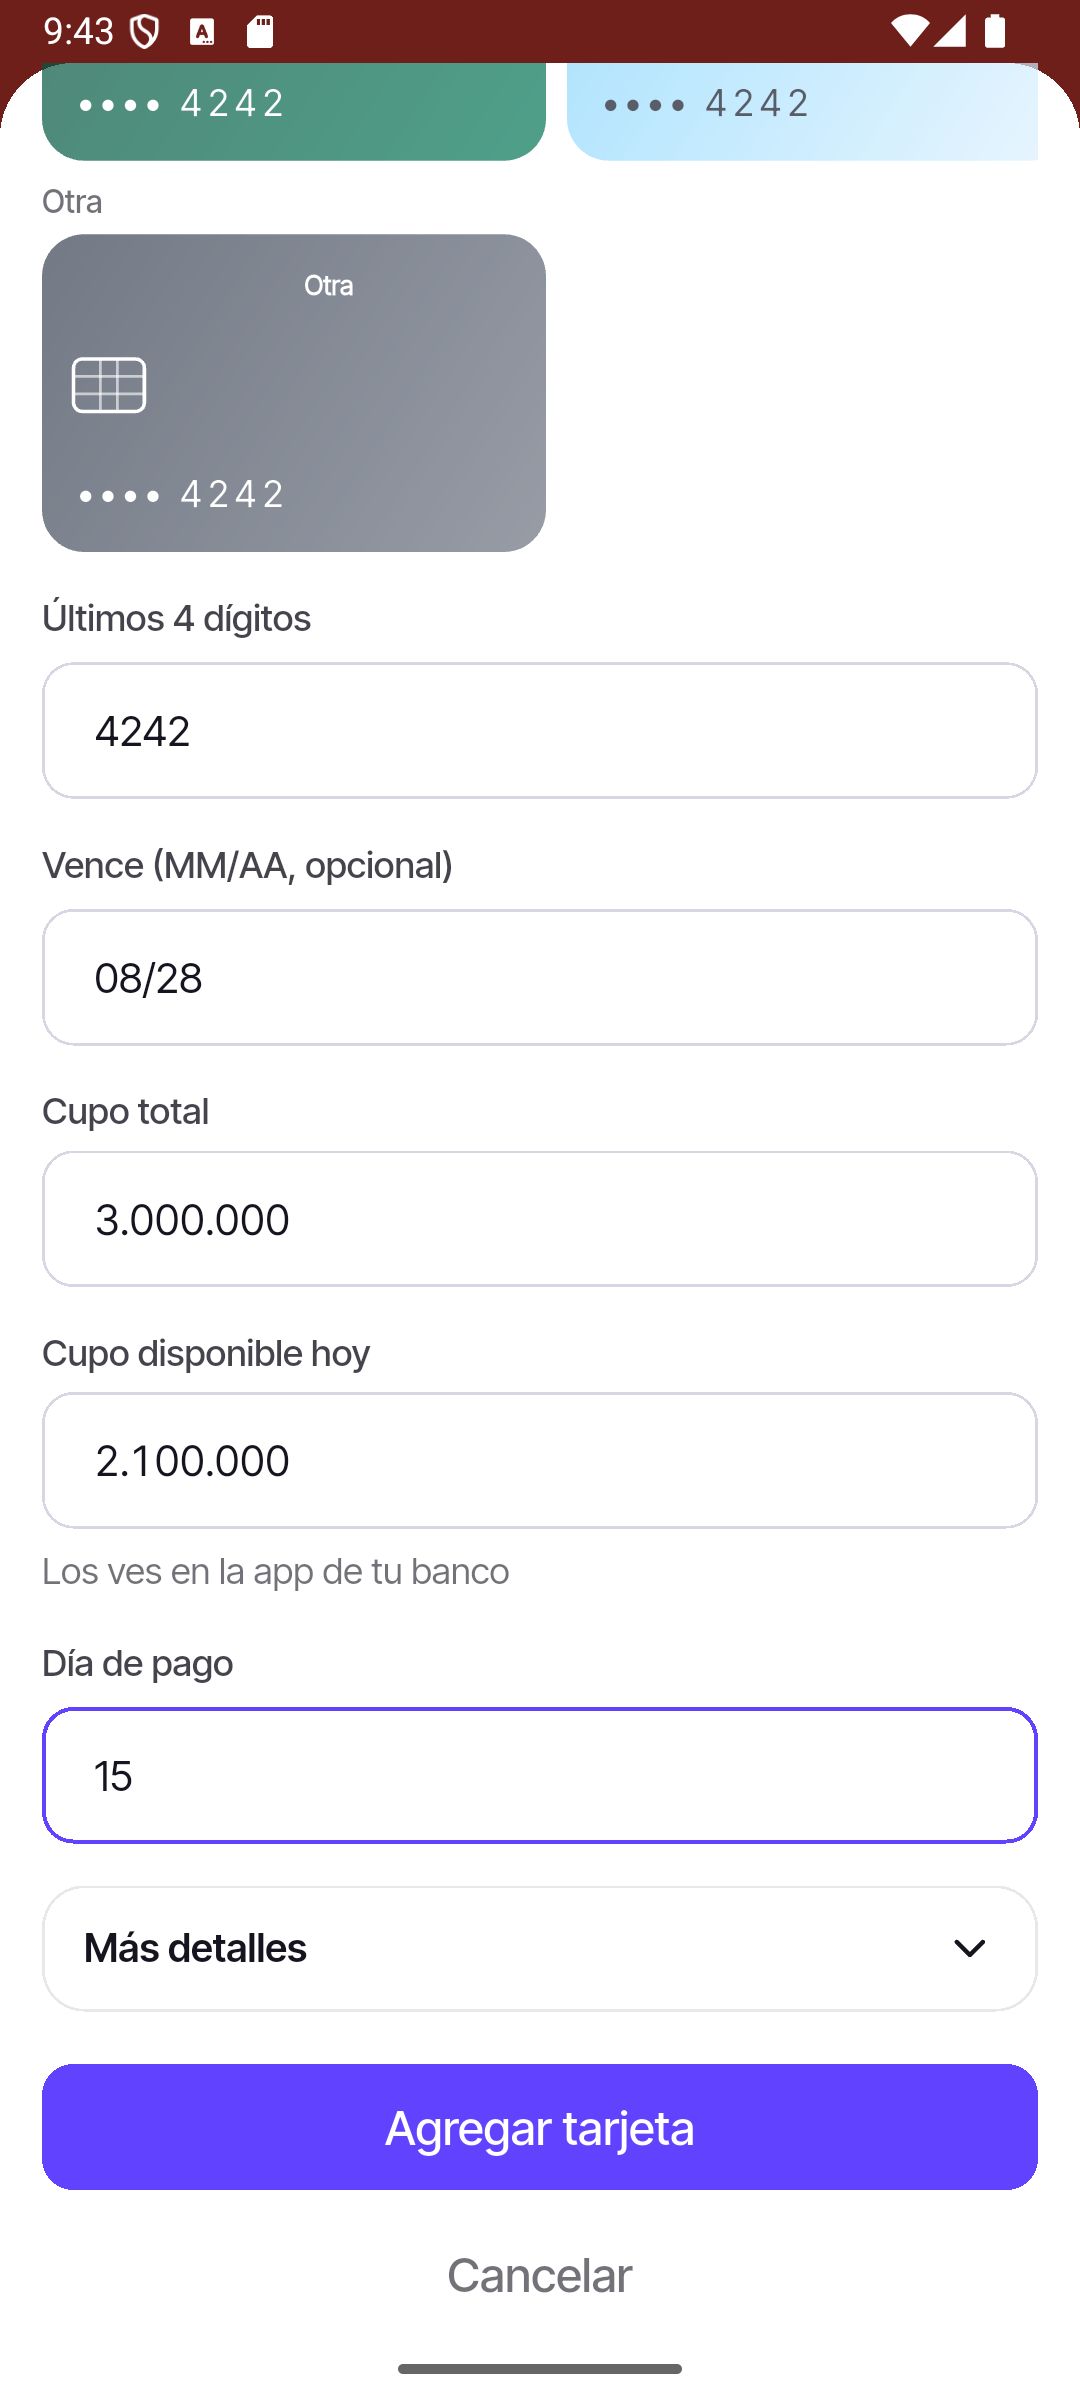 9:43
•••• 4242
•••• 4242
Otra
Otra
•••• 4242
Últimos 4 dígitos
4242
Vence (MM/AA, opcional)
08/28
Cupo total
3.000.000
Cupo disponible hoy
2.100.000
Los ves en la app de tu banco
Día de pago
15
Más detalles
Agregar tarjeta
Cancelar